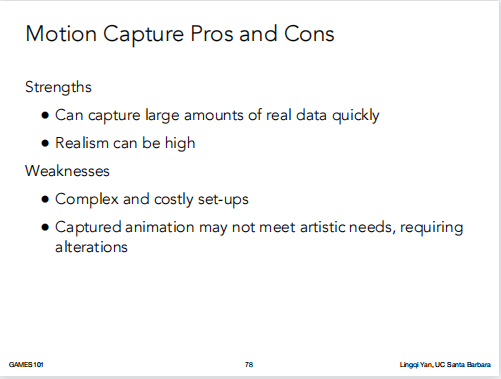 Motion Capture Pros and Cons
Strengths
● Can capture large amounts of real data quickly
● Realism can be high
Weaknesses
● Complex and costly set-ups
● Captured animation may not meet artistic needs, requiring
alterations
GAMES101
78
Lingqi Yan, UC Santa Barbara